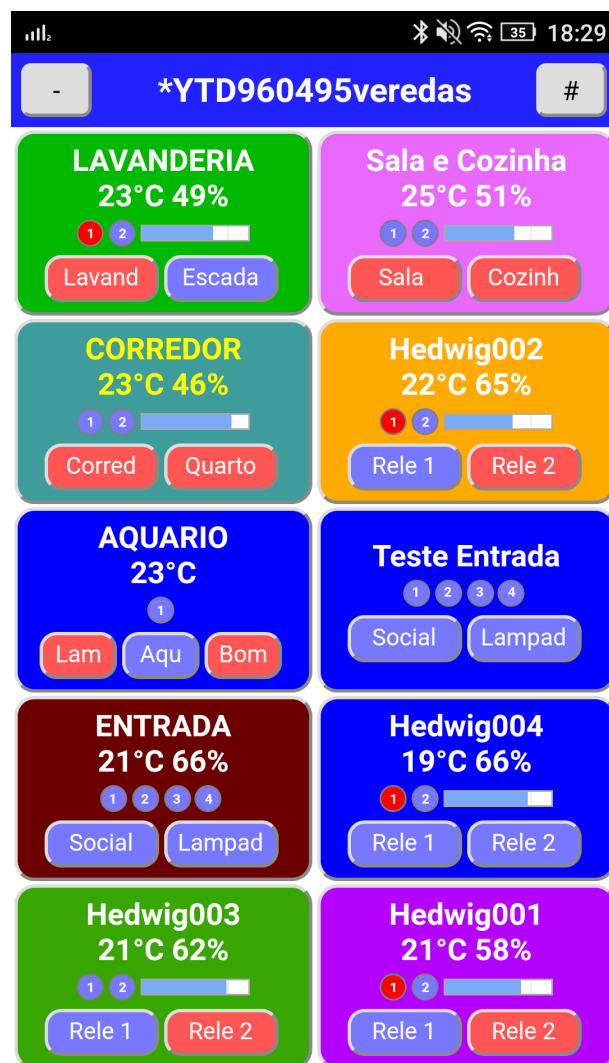 2 35 18:29
- *YTD960495veredas #
LAVANDERIA
23°C 49%
1 2
Lavand Escada
Sala e Cozinha
25°C 51%
1 2
Sala Cozinh
CORREDOR
23°C 46%
1 2
Corred Quarto
Hedwig002
22°C 65%
1 2
Rele 1 Rele 2
AQUARIO
23°C
1
Lam Aqu Bom
Teste Entrada
1 2 3 4
Social Lampad
ENTRADA
21°C 66%
1 2 3 4
Social Lampad
Hedwig004
19°C 66%
1 2
Rele 1 Rele 2
Hedwig003
21°C 62%
1 2
Rele 1 Rele 2
Hedwig001
21°C 58%
1 2
Rele 1 Rele 2